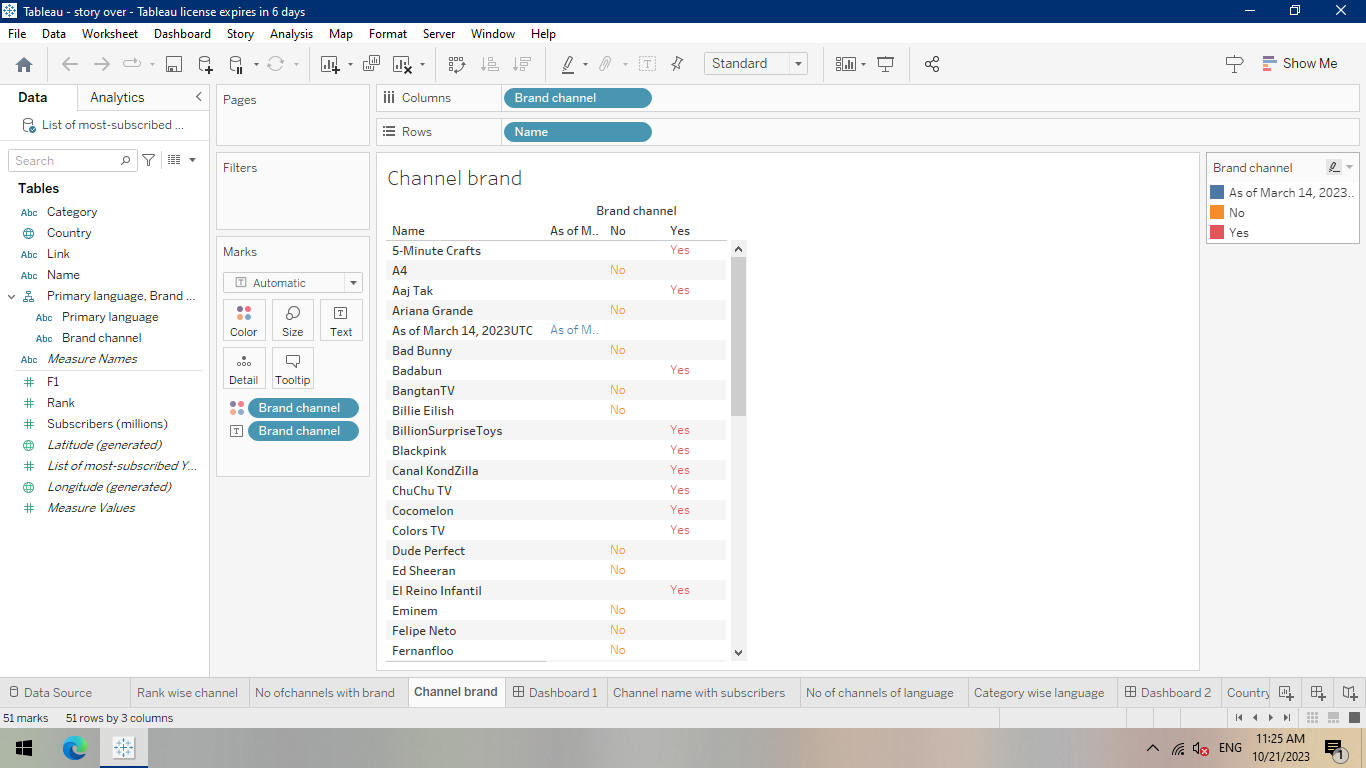 Tableau - story over - Tableau license expires in 6 days
File Data Worksheet Dashboard Story Analysis Map Format Server Window Help
Standard
Show Me
Data Analytics
List of most-subscribed ...
Search
Tables
Abc Category
Country
Abc Link
Abc Name
Primary language, Brand ...
Abc Primary language
Abc Brand channel
Abc Measure Names
F1
Rank
Subscribers (millions)
Latitude (generated)
List of most-subscribed Y...
Longitude (generated)
Measure Values
Pages
Filters
Marks
Automatic
Color Size Text
Detail Tooltip
Brand channel
Brand channel
Columns Brand channel
Rows Name
Channel brand
Brand channel
Name As of M.. No Yes
5-Minute Crafts Yes
A4 No
Aaj Tak Yes
Ariana Grande No
As of March 14, 2023UTC As of M..
Bad Bunny No
Badabun Yes
BangtanTV No
Billie Eilish No
BillionSurpriseToys Yes
Blackpink Yes
Canal KondZilla Yes
ChuChu TV Yes
Cocomelon Yes
Colors TV Yes
Dude Perfect No
Ed Sheeran No
El Reino Infantil Yes
Eminem No
Felipe Neto No
Fernanfloo No
Brand channel
As of March 14, 2023..
No
Yes
Data Source Rank wise channel No ofchannels with brand Channel brand Dashboard 1 Channel name with subscribers No of channels of language Category wise language Dashboard 2 Country
51 marks 51 rows by 3 columns
ENG
11:25 AM
10/21/2023
1